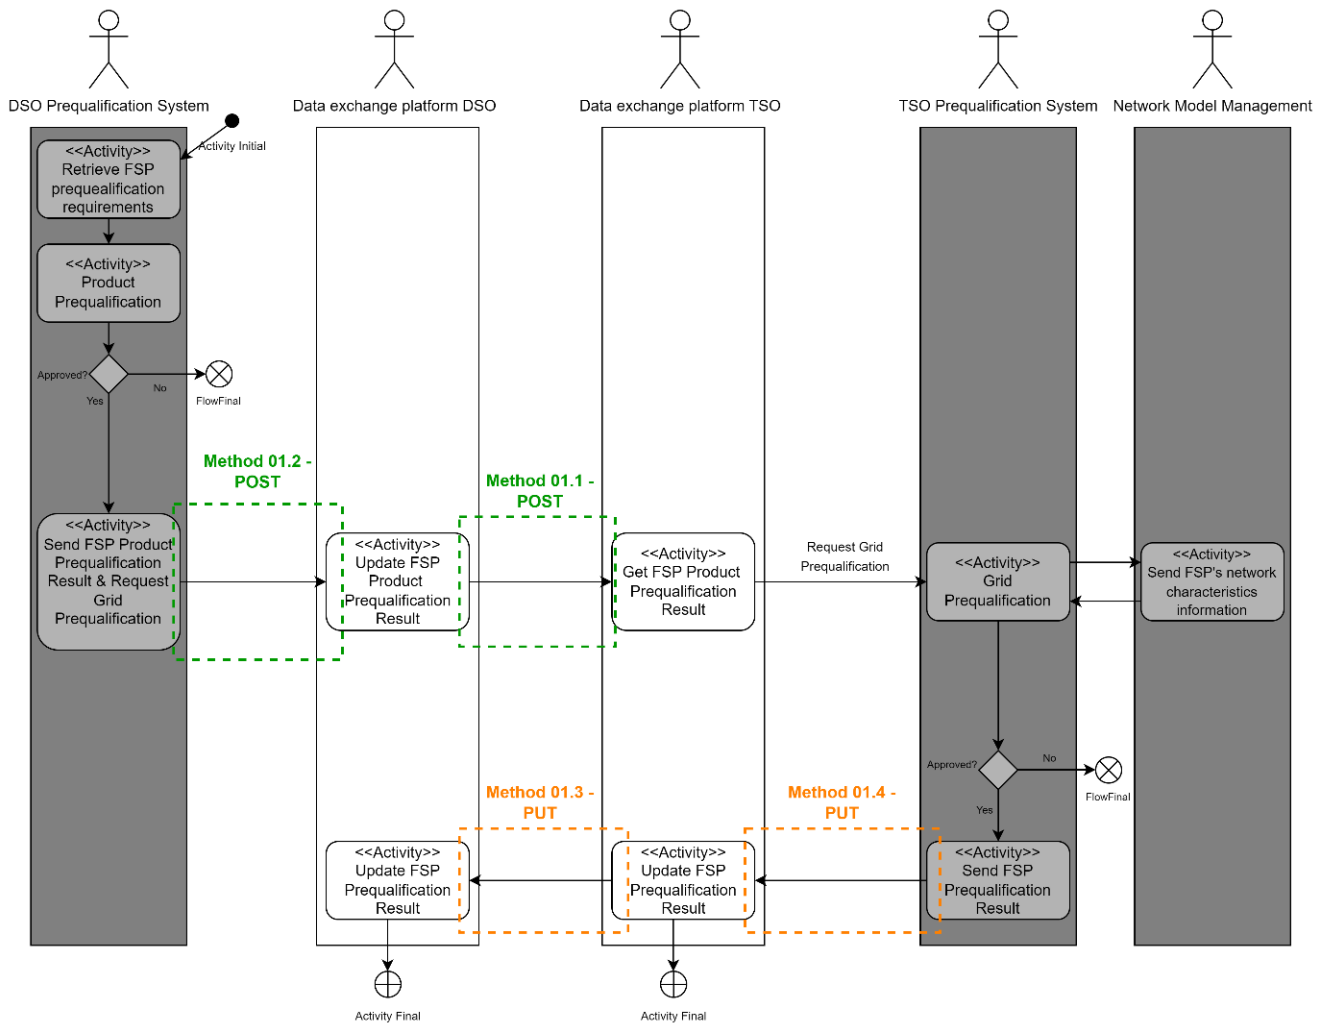 DSO Prequalification System
Data exchange platform DSO
Data exchange platform TSO
TSO Prequalification System
Network Model Management
Activity Initial
<<Activity>>
Retrieve FSP
prequealification
requirements
<<Activity>>
Product
Prequalification
Approved?
No
Yes
FlowFinal
Method 01.2 -
POST
Method 01.1 -
POST
<<Activity>>
Send FSP Product
Prequalification
Result & Request
Grid
Prequalification
<<Activity>>
Update FSP
Product
Prequalification
Result
<<Activity>>
Get FSP Product
Prequalification
Result
Request Grid
Prequalification
<<Activity>>
Grid
Prequalification
<<Activity>>
Send FSP's network
characteristics
information
Approved?
No
Yes
FlowFinal
Method 01.3 -
PUT
Method 01.4 -
PUT
<<Activity>>
Update FSP
Prequalification
Result
<<Activity>>
Update FSP
Prequalification
Result
<<Activity>>
Send FSP
Prequalification
Result
Activity Final
Activity Final